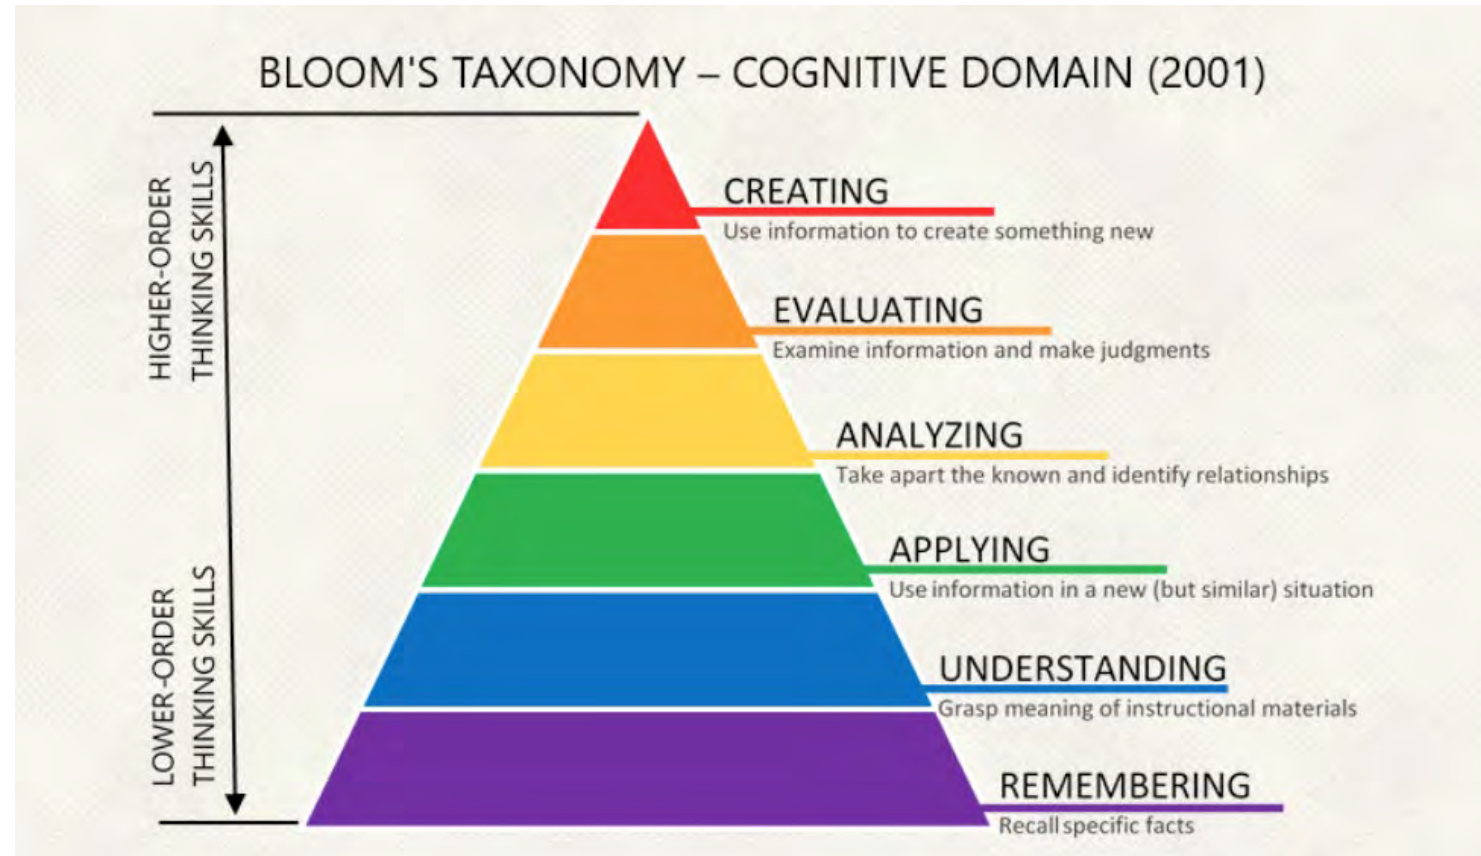 BLOOM'S TAXONOMY – COGNITIVE DOMAIN (2001)
HIGHER-ORDER
THINKING SKILLS
LOWER-ORDER
THINKING SKILLS
CREATING
Use information to create something new
EVALUATING
Examine information and make judgments
ANALYZING
Take apart the known and identify relationships
APPLYING
Use information in a new (but similar) situation
UNDERSTANDING
Grasp meaning of instructional materials
REMEMBERING
Recall specific facts